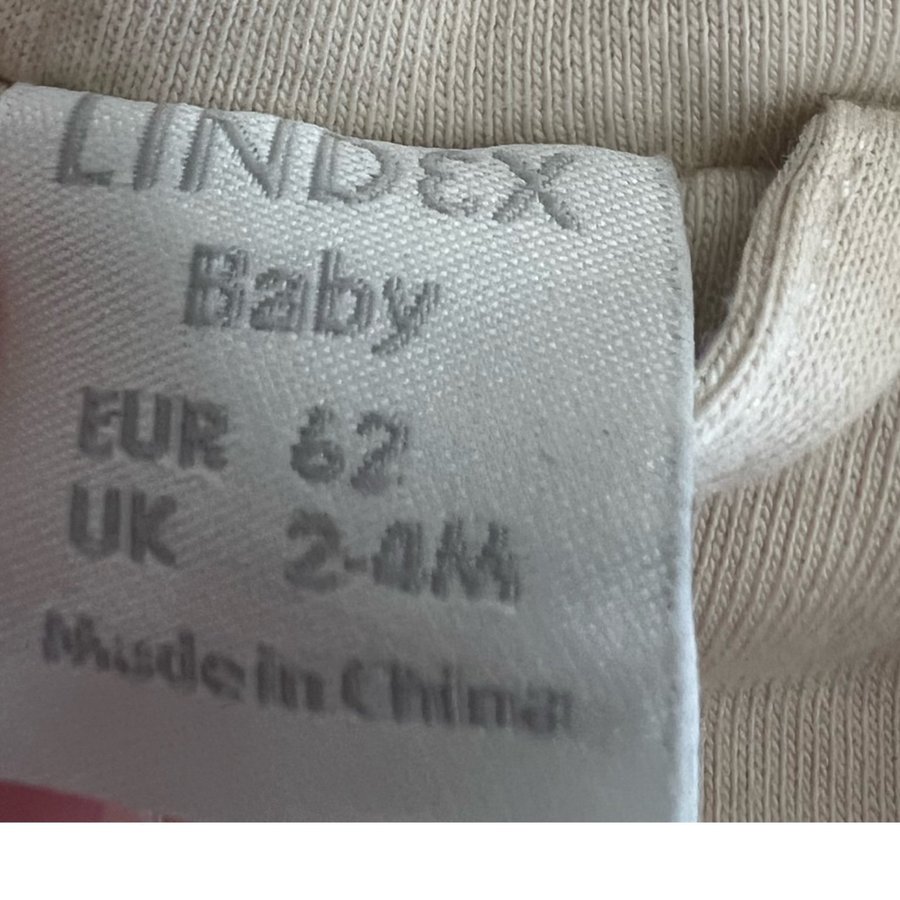 LINDEX
Baby
EUR 62
UK 2-4M
Made in China